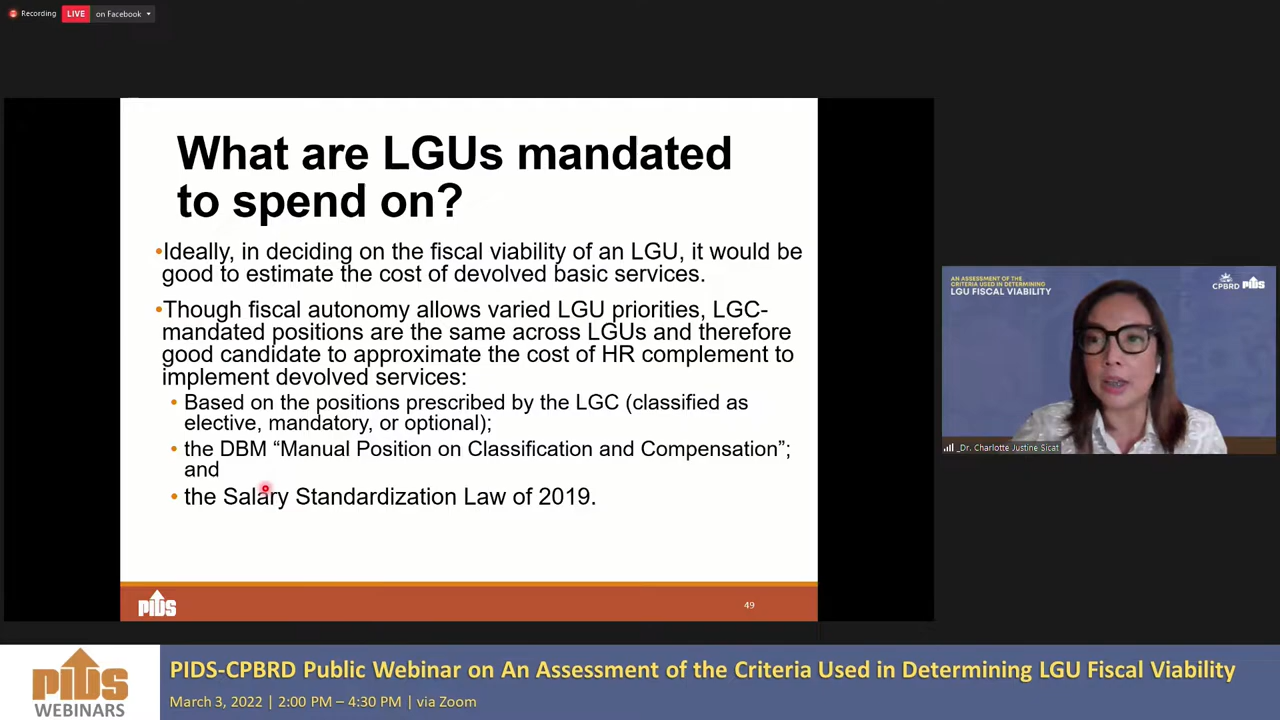 Recording
LIVE
on Facebook
What are LGUs mandated
to spend on?
•Ideally, in deciding on the fiscal viability of an LGU, it would be
good to estimate the cost of devolved basic services.
•Though fiscal autonomy allows varied LGU priorities, LGC-
mandated positions are the same across LGUs and therefore
good candidate to approximate the cost of HR complement to
implement devolved services:
• Based on the positions prescribed by the LGC (classified as
elective, mandatory, or optional);
• the DBM “Manual Position on Classification and Compensation”;
and
• the Salary Standardization Law of 2019.
PIDS
49
AN ASSESSMENT OF THE
CRITERIA USED IN DETERMINING
LGU FISCAL VIABILITY
CPBRD PIDS
_Dr. Charlotte Justine Sicat
PIDS
WEBINARS
PIDS-CPBRD Public Webinar on An Assessment of the Criteria Used in Determining LGU Fiscal Viability
March 3, 2022 | 2:00 PM – 4:30 PM | via Zoom